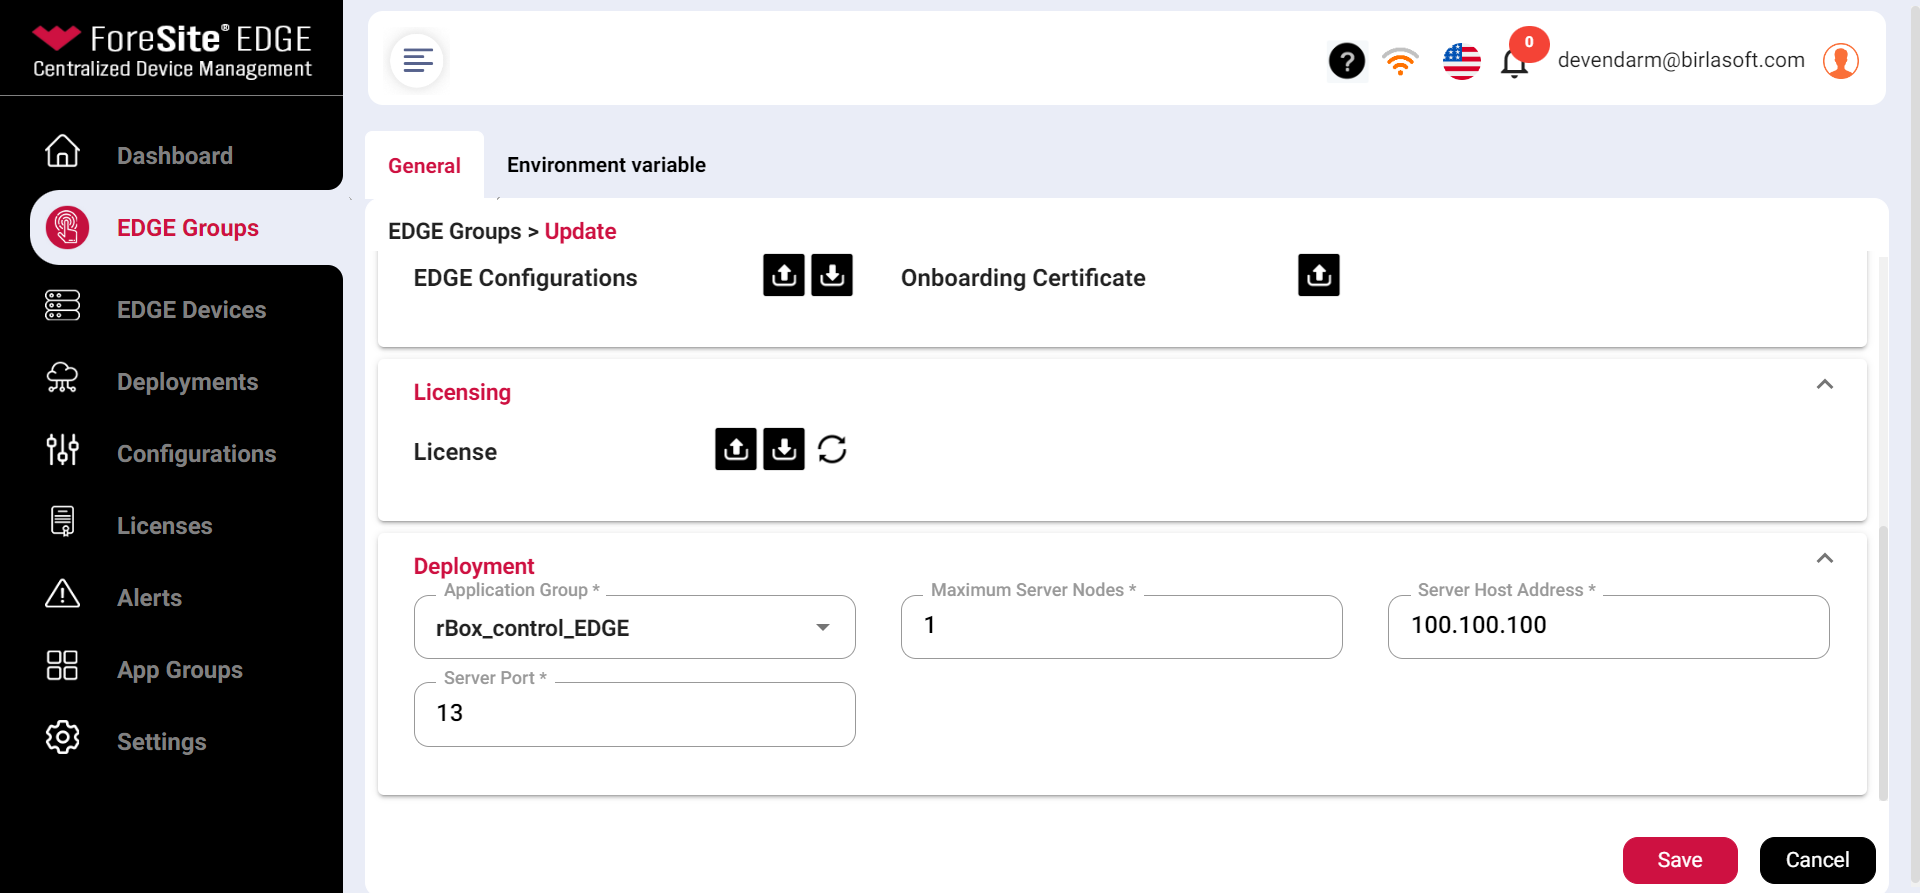 ForeSite® EDGE
Centralized Device Management
?
0
devendarm@birlasoft.com
Dashboard
EDGE Groups
EDGE Devices
Deployments
Configurations
Licenses
Alerts
App Groups
Settings
General
Environment variable
EDGE Groups > Update
EDGE Configurations
Onboarding Certificate
Licensing
License
Deployment
Application Group *
rBox_control_EDGE
Maximum Server Nodes *
1
Server Host Address *
100.100.100
Server Port *
13
Save
Cancel